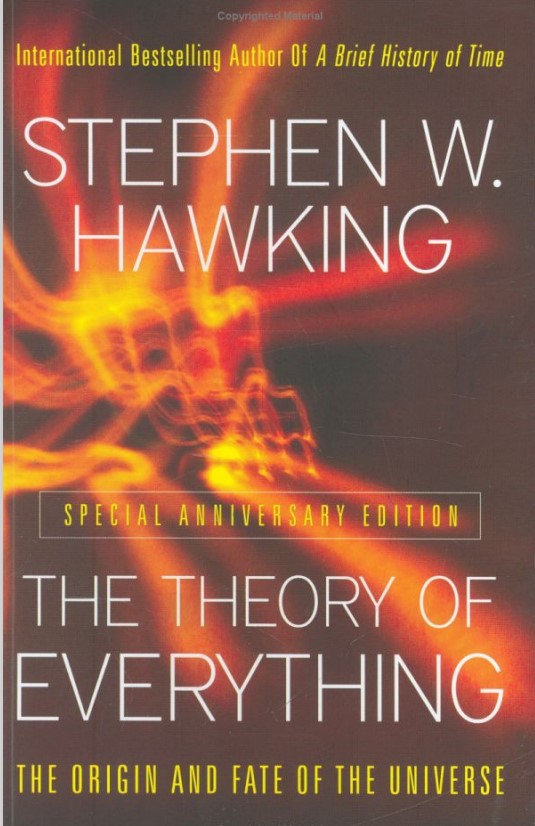 Copyrighted Material
International Bestselling Author Of A Brief History of Time
STEPHEN W.
HAWKING
SPECIAL ANNIVERSARY EDITION
THE THEORY OF
EVERYTHING
THE ORIGIN AND FATE OF THE UNIVERSE